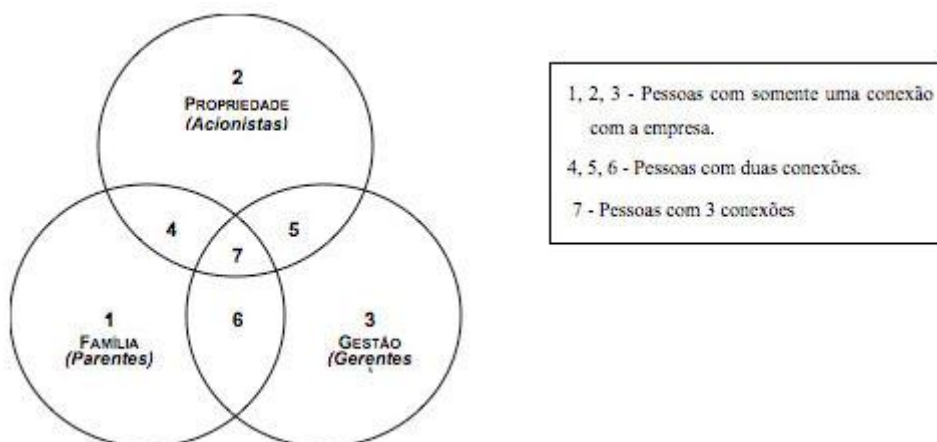 2
PROPRIEDADE
(Acionistas)
4
5
7
1
FAMÍLIA
(Parentes)
6
3
GESTÃO
(Gerentes
1, 2, 3 - Pessoas com somente uma conexão
com a empresa.
4, 5, 6 - Pessoas com duas conexões.
7 - Pessoas com 3 conexões